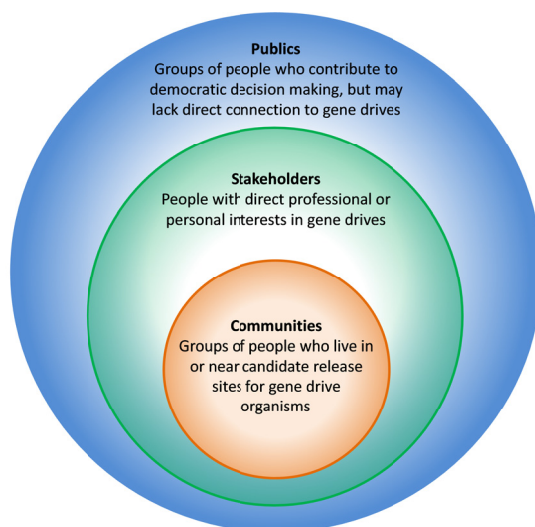 Publics
Groups of people who contribute to
democratic decision making, but may
lack direct connection to gene drives
Stakeholders
People with direct professional or
personal interests in gene drives
Communities
Groups of people who live in
or near candidate release
sites for gene drive
organisms